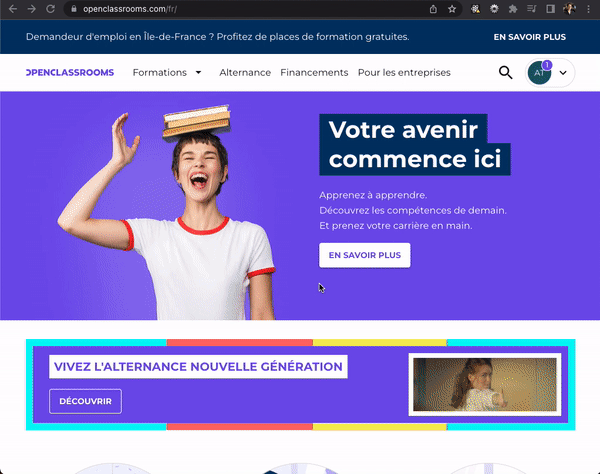 openclassrooms.com/fr/
Demandeur d'emploi en Île-de-France ? Profitez de places de formation gratuites.
EN SAVOIR PLUS
OPENCLASSROOMS
Formations
Alternance
Financements
Pour les entreprises
AT
1
Votre avenir
commence ici
Apprenez à apprendre.
Découvrez les compétences de demain.
Et prenez votre carrière en main.
EN SAVOIR PLUS
VIVEZ L'ALTERNANCE NOUVELLE GÉNÉRATION
DÉCOUVRIR